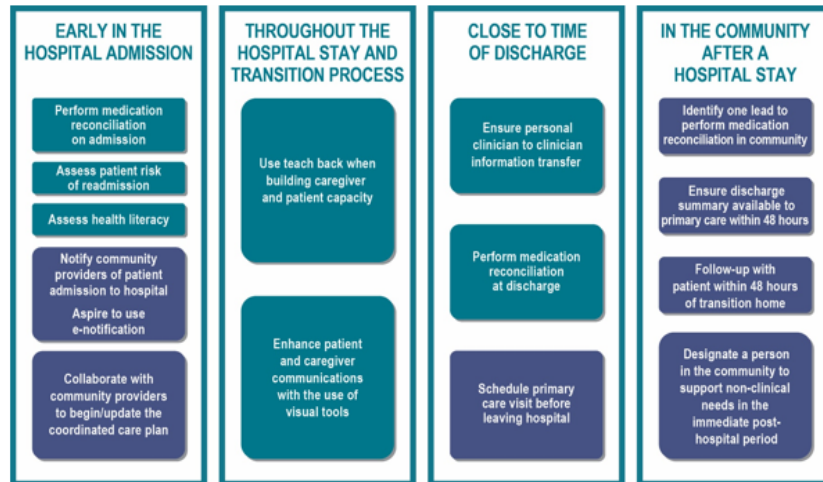 EARLY IN THE
HOSPITAL ADMISSION
Perform medication
reconciliation
on admission
Assess patient risk
of readmission
Assess health literacy
Notify community
providers of patient
admission to hospital
Aspire to use
e-notification
Collaborate with
community providers
to begin/update the
coordinated care plan
THROUGHOUT THE
HOSPITAL STAY AND
TRANSITION PROCESS
Use teach back when
building caregiver
and patient capacity
Enhance patient
and caregiver
communications
with the use of
visual tools
CLOSE TO TIME
OF DISCHARGE
Ensure personal
clinician to clinician
information transfer
Perform medication
reconciliation
at discharge
Schedule primary
care visit before
leaving hospital
IN THE COMMUNITY
AFTER A
HOSPITAL STAY
Identify one lead to
perform medication
reconciliation in community
Ensure discharge
summary available to
primary care within 48 hours
Follow-up with
patient within 48 hours
of transition home
Designate a person
in the community to
support non-clinical
needs in the
immediate post-
hospital period